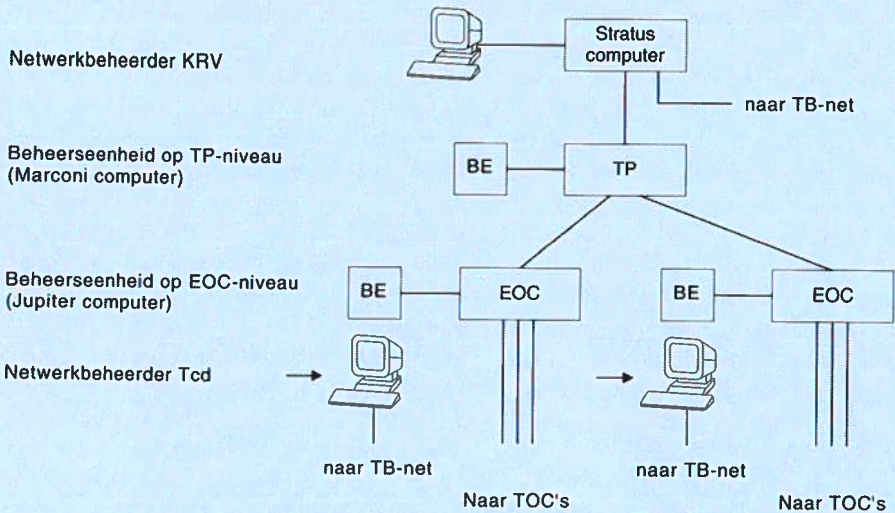 Netwerkbeheerder KRV
Stratus
computer
naar TB-net
Beheerseenheid op TP-niveau
(Marconi computer)
BE
TP
Beheerseenheid op EOC-niveau
(Jupiter computer)
BE
EOC
BE
EOC
Netwerkbeheerder Tcd
naar TB-net
naar TB-net
Naar TOC's
Naar TOC's